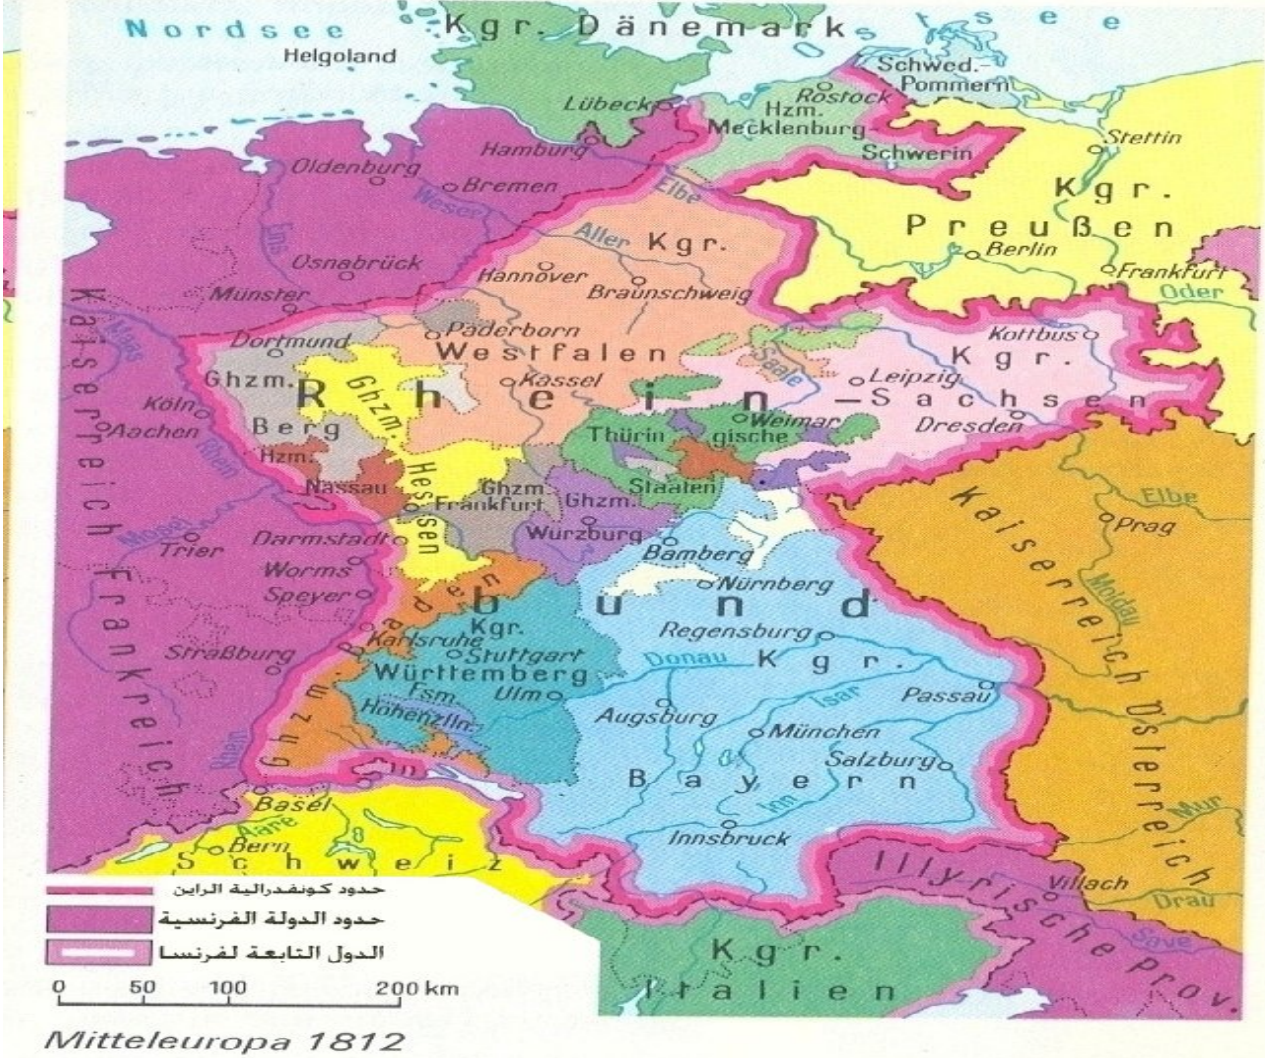 Nordsee
Kgr. Dänemark
Ostsee
Helgoland
Schwed.-
Pommern
Lübeck
Rostock
Hzm.
Mecklenburg-
Schwerin
Stettin
Hamburg
Oldenburg
Bremen
Weser
Elbe
Kgr.
Preußen
Ems
Aller
Kgr.
Berlin
Osnabrück
Hannover
Braunschweig
Frankfurt
Oder
Münster
Maas
Dortmund
Paderborn
Westfalen
Kottbus
Kgr.
Saale
Leipzig
Ghzm.
Kassel
Rhein-
Sachsen
Köln
Aachen
Berg
Ghzm.
Hessen
Weimar
Dresden
Thüringische
Staaten
Rhein
Hzm.
Nassau
Ghzm.
Frankfurt
Ghzm.
Würzburg
Elbe
Prag
Mosel
Trier
Darmstadt
Bamberg
Worms
Nürnberg
Speyer
bund
Moldau
Kaiserreich Frankreich
Kaiserreich Österreich
Karlsruhe
Kgr.
Stuttgart
Württemberg
Regensburg
Straßburg
Donau
Kgr.
Fsm.
Hohenzlln.
Ulm
Isar
Passau
Ghzm. Baden
Augsburg
München
Rhein
Salzburg
Bayern
Inn
Basel
Aare
Bern
Innsbruck
Mur
Schweiz
Illyrische Prov.
Villach
Drau
Save
Kgr.
Italien
حدود كونفدرالية الراين
حدود الدولة الفرنسية
الدول التابعة لفرنسا
0 50 100 200 km
Mitteleuropa 1812